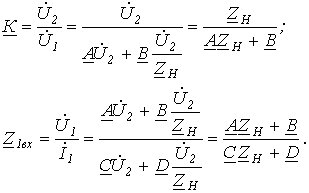 K = U̇₂/U̇₁ = U̇₂/(AU̇₂ + B U̇₂/Z_H) = Z_H/(AZ_H + B);
Z_1вх = U̇₁/İ₁ = (AU̇₂ + B U̇₂/Z_H)/(CU̇₂ + D U̇₂/Z_H) = (AZ_H + B)/(CZ_H + D).